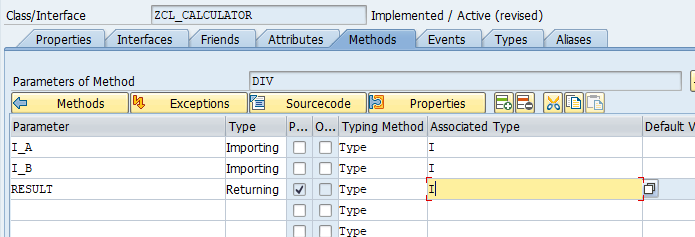 Class/Interface ZCL_CALCULATOR Implemented / Active (revised)
Properties Interfaces Friends Attributes Methods Events Types Aliases
Parameters of Method DIV
Methods Exceptions Sourcecode Properties
Parameter Type P... O... Typing Method Associated Type Default V
I_A Importing Type I
I_B Importing Type I
RESULT Returning Type I
Type
Type